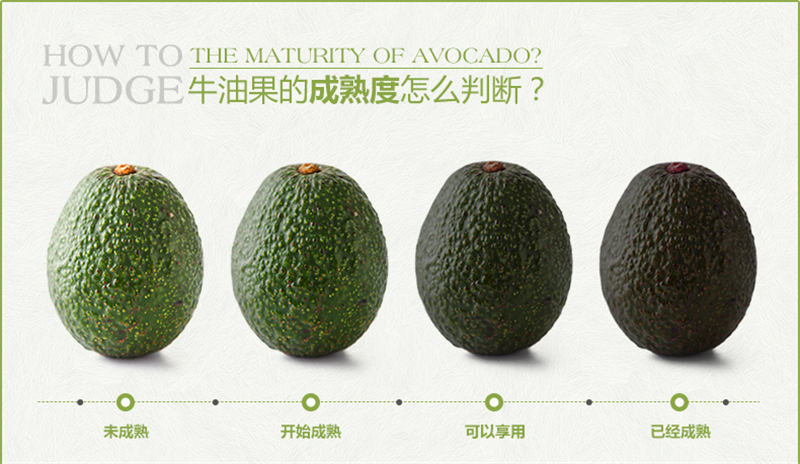 HOW TO
JUDGE
THE MATURITY OF AVOCADO?
牛油果的成熟度怎么判断？
未成熟
开始成熟
可以享用
已经成熟